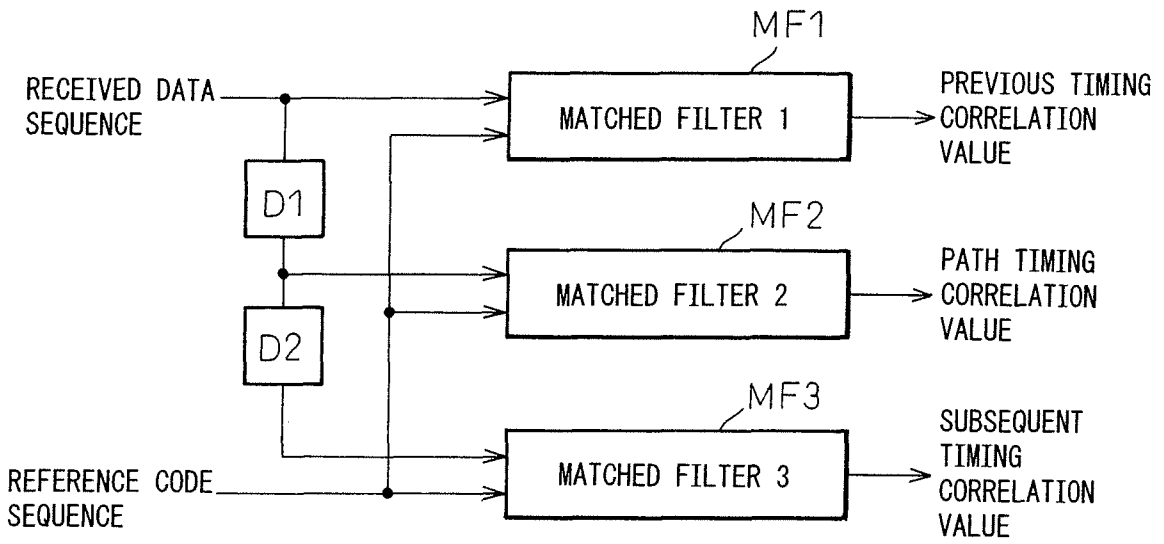 MF1
RECEIVED DATA
SEQUENCE
MATCHED FILTER 1
PREVIOUS TIMING
CORRELATION
VALUE
D1
MF2
MATCHED FILTER 2
PATH TIMING
CORRELATION
VALUE
D2
MF3
MATCHED FILTER 3
SUBSEQUENT
TIMING
CORRELATION
VALUE
REFERENCE CODE
SEQUENCE